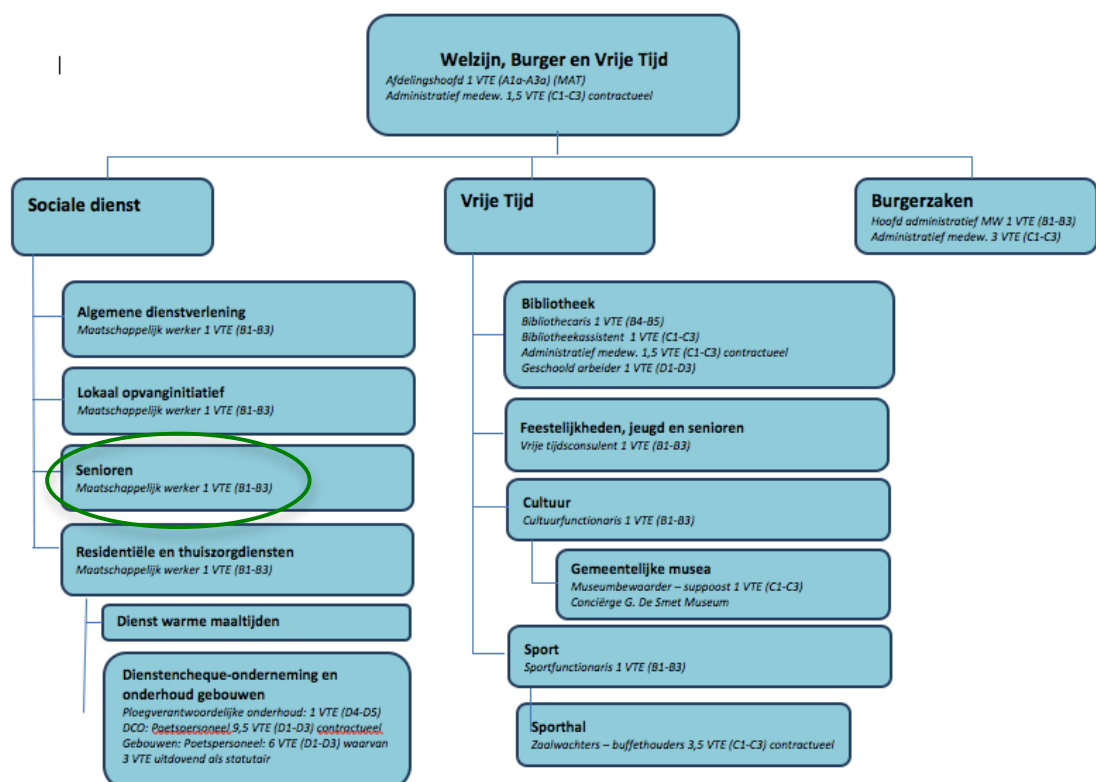 Welzijn, Burger en Vrije Tijd
Afdelingshoofd 1 VTE (A1a-A3a) (MAT)
Administratief medew. 1,5 VTE (C1-C3) contractueel
Sociale dienst
Algemene dienstverlening
Maatschappelijk werker 1 VTE (B1-B3)
Lokaal opvanginitiatief
Maatschappelijk werker 1 VTE (B1-B3)
Senioren
Maatschappelijk werker 1 VTE (B1-B3)
Residentiële en thuiszorgdiensten
Maatschappelijk werker 1 VTE (B1-B3)
Dienst warme maaltijden
Dienstencheque-onderneming en
onderhoud gebouwen
Ploegverantwoordelijke onderhoud: 1 VTE (D4-D5)
DCO: Poetspersoneel 9,5 VTE (D1-D3) contractueel
Gebouwen: Poetspersoneel: 6 VTE (D1-D3) waarvan
3 VTE uitdovend als statutair
Vrije Tijd
Bibliotheek
Bibliothecaris 1 VTE (B4-B5)
Bibliotheekassistent 1 VTE (C1-C3)
Administratief medew. 1,5 VTE (C1-C3) contractueel
Geschoold arbeider 1 VTE (D1-D3)
Feestelijkheden, jeugd en senioren
Vrije tijdsconsulent 1 VTE (B1-B3)
Cultuur
Cultuurfunctionaris 1 VTE (B1-B3)
Gemeentelijke musea
Museumbewaarder – suppoost 1 VTE (C1-C3)
Conciërge G. De Smet Museum
Sport
Sportfunctionaris 1 VTE (B1-B3)
Sporthal
Zaalwachters – buffethouders 3,5 VTE (C1-C3) contractueel
Burgerzaken
Hoofd administratief MW 1 VTE (B1-B3)
Administratief medew. 3 VTE (C1-C3)